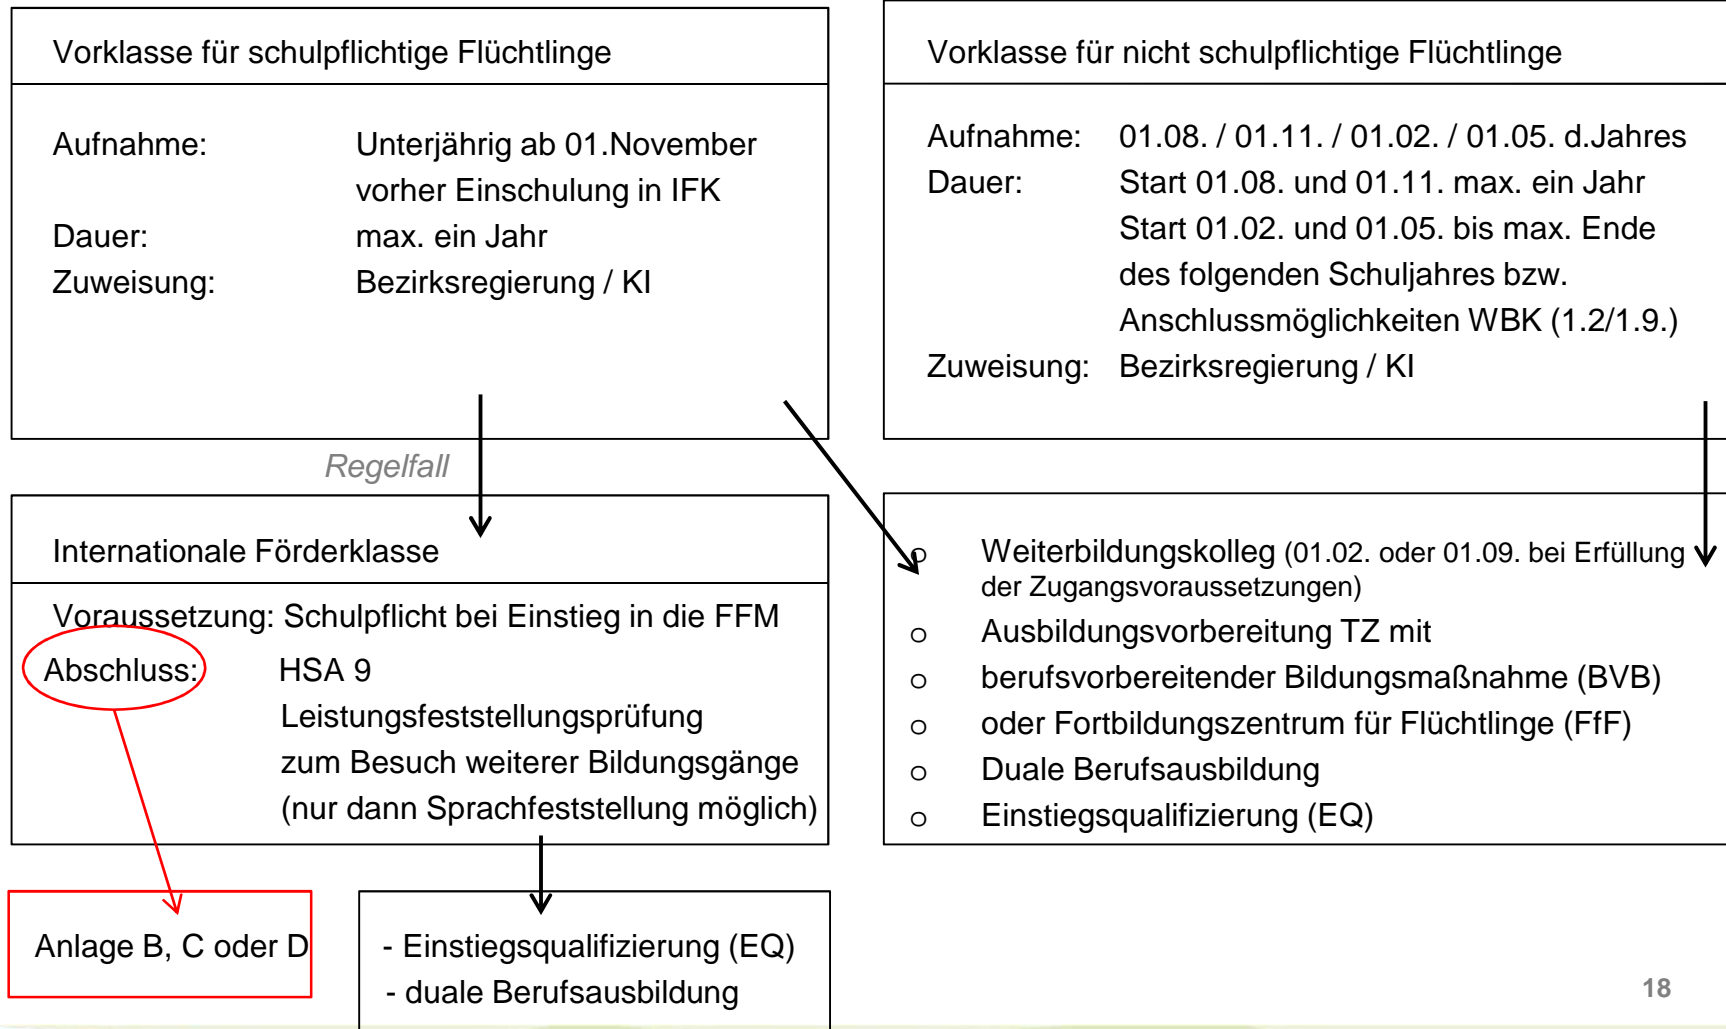 Vorklasse für schulpflichtige Flüchtlinge
Aufnahme: Unterjährig ab 01.November
vorher Einschulung in IFK
Dauer: max. ein Jahr
Zuweisung: Bezirksregierung / KI
Vorklasse für nicht schulpflichtige Flüchtlinge
Aufnahme: 01.08. / 01.11. / 01.02. / 01.05. d.Jahres
Dauer: Start 01.08. und 01.11. max. ein Jahr
Start 01.02. und 01.05. bis max. Ende
des folgenden Schuljahres bzw.
Anschlussmöglichkeiten WBK (1.2/1.9.)
Zuweisung: Bezirksregierung / KI
Regelfall
Internationale Förderklasse
Voraussetzung: Schulpflicht bei Einstieg in die FFM
Abschluss: HSA 9
Leistungsfeststellungsprüfung
zum Besuch weiterer Bildungsgänge
(nur dann Sprachfeststellung möglich)
o Weiterbildungskolleg (01.02. oder 01.09. bei Erfüllung
der Zugangsvoraussetzungen)
o Ausbildungsvorbereitung TZ mit
o berufsvorbereitender Bildungsmaßnahme (BVB)
o oder Fortbildungszentrum für Flüchtlinge (FfF)
o Duale Berufsausbildung
o Einstiegsqualifizierung (EQ)
Anlage B, C oder D
- Einstiegsqualifizierung (EQ)
- duale Berufsausbildung
18